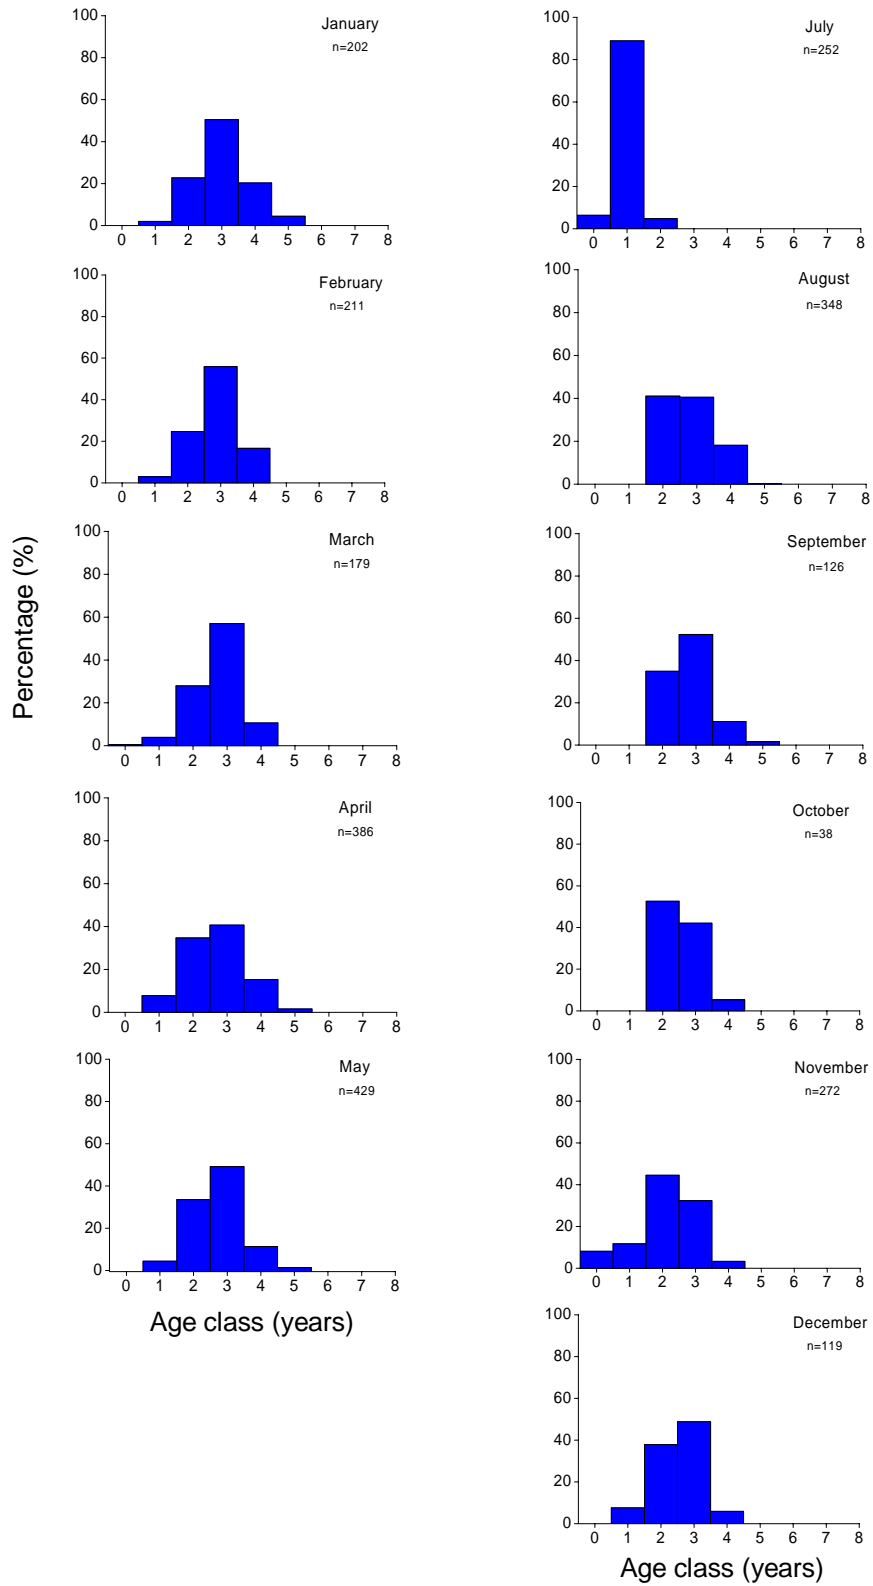 Percentage (%)
January
n=202
100
80
60
40
20
0
0 1 2 3 4 5 6 7 8
February
n=211
100
80
60
40
20
0
0 1 2 3 4 5 6 7 8
March
n=179
100
80
60
40
20
0
0 1 2 3 4 5 6 7 8
April
n=386
100
80
60
40
20
0
0 1 2 3 4 5 6 7 8
May
n=429
100
80
60
40
20
0
0 1 2 3 4 5 6 7 8
Age class (years)
July
n=252
100
80
60
40
20
0
0 1 2 3 4 5 6 7 8
August
n=348
100
80
60
40
20
0
0 1 2 3 4 5 6 7 8
September
n=126
100
80
60
40
20
0
0 1 2 3 4 5 6 7 8
October
n=38
100
80
60
40
20
0
0 1 2 3 4 5 6 7 8
November
n=272
100
80
60
40
20
0
0 1 2 3 4 5 6 7 8
December
n=119
100
80
60
40
20
0
0 1 2 3 4 5 6 7 8
Age class (years)